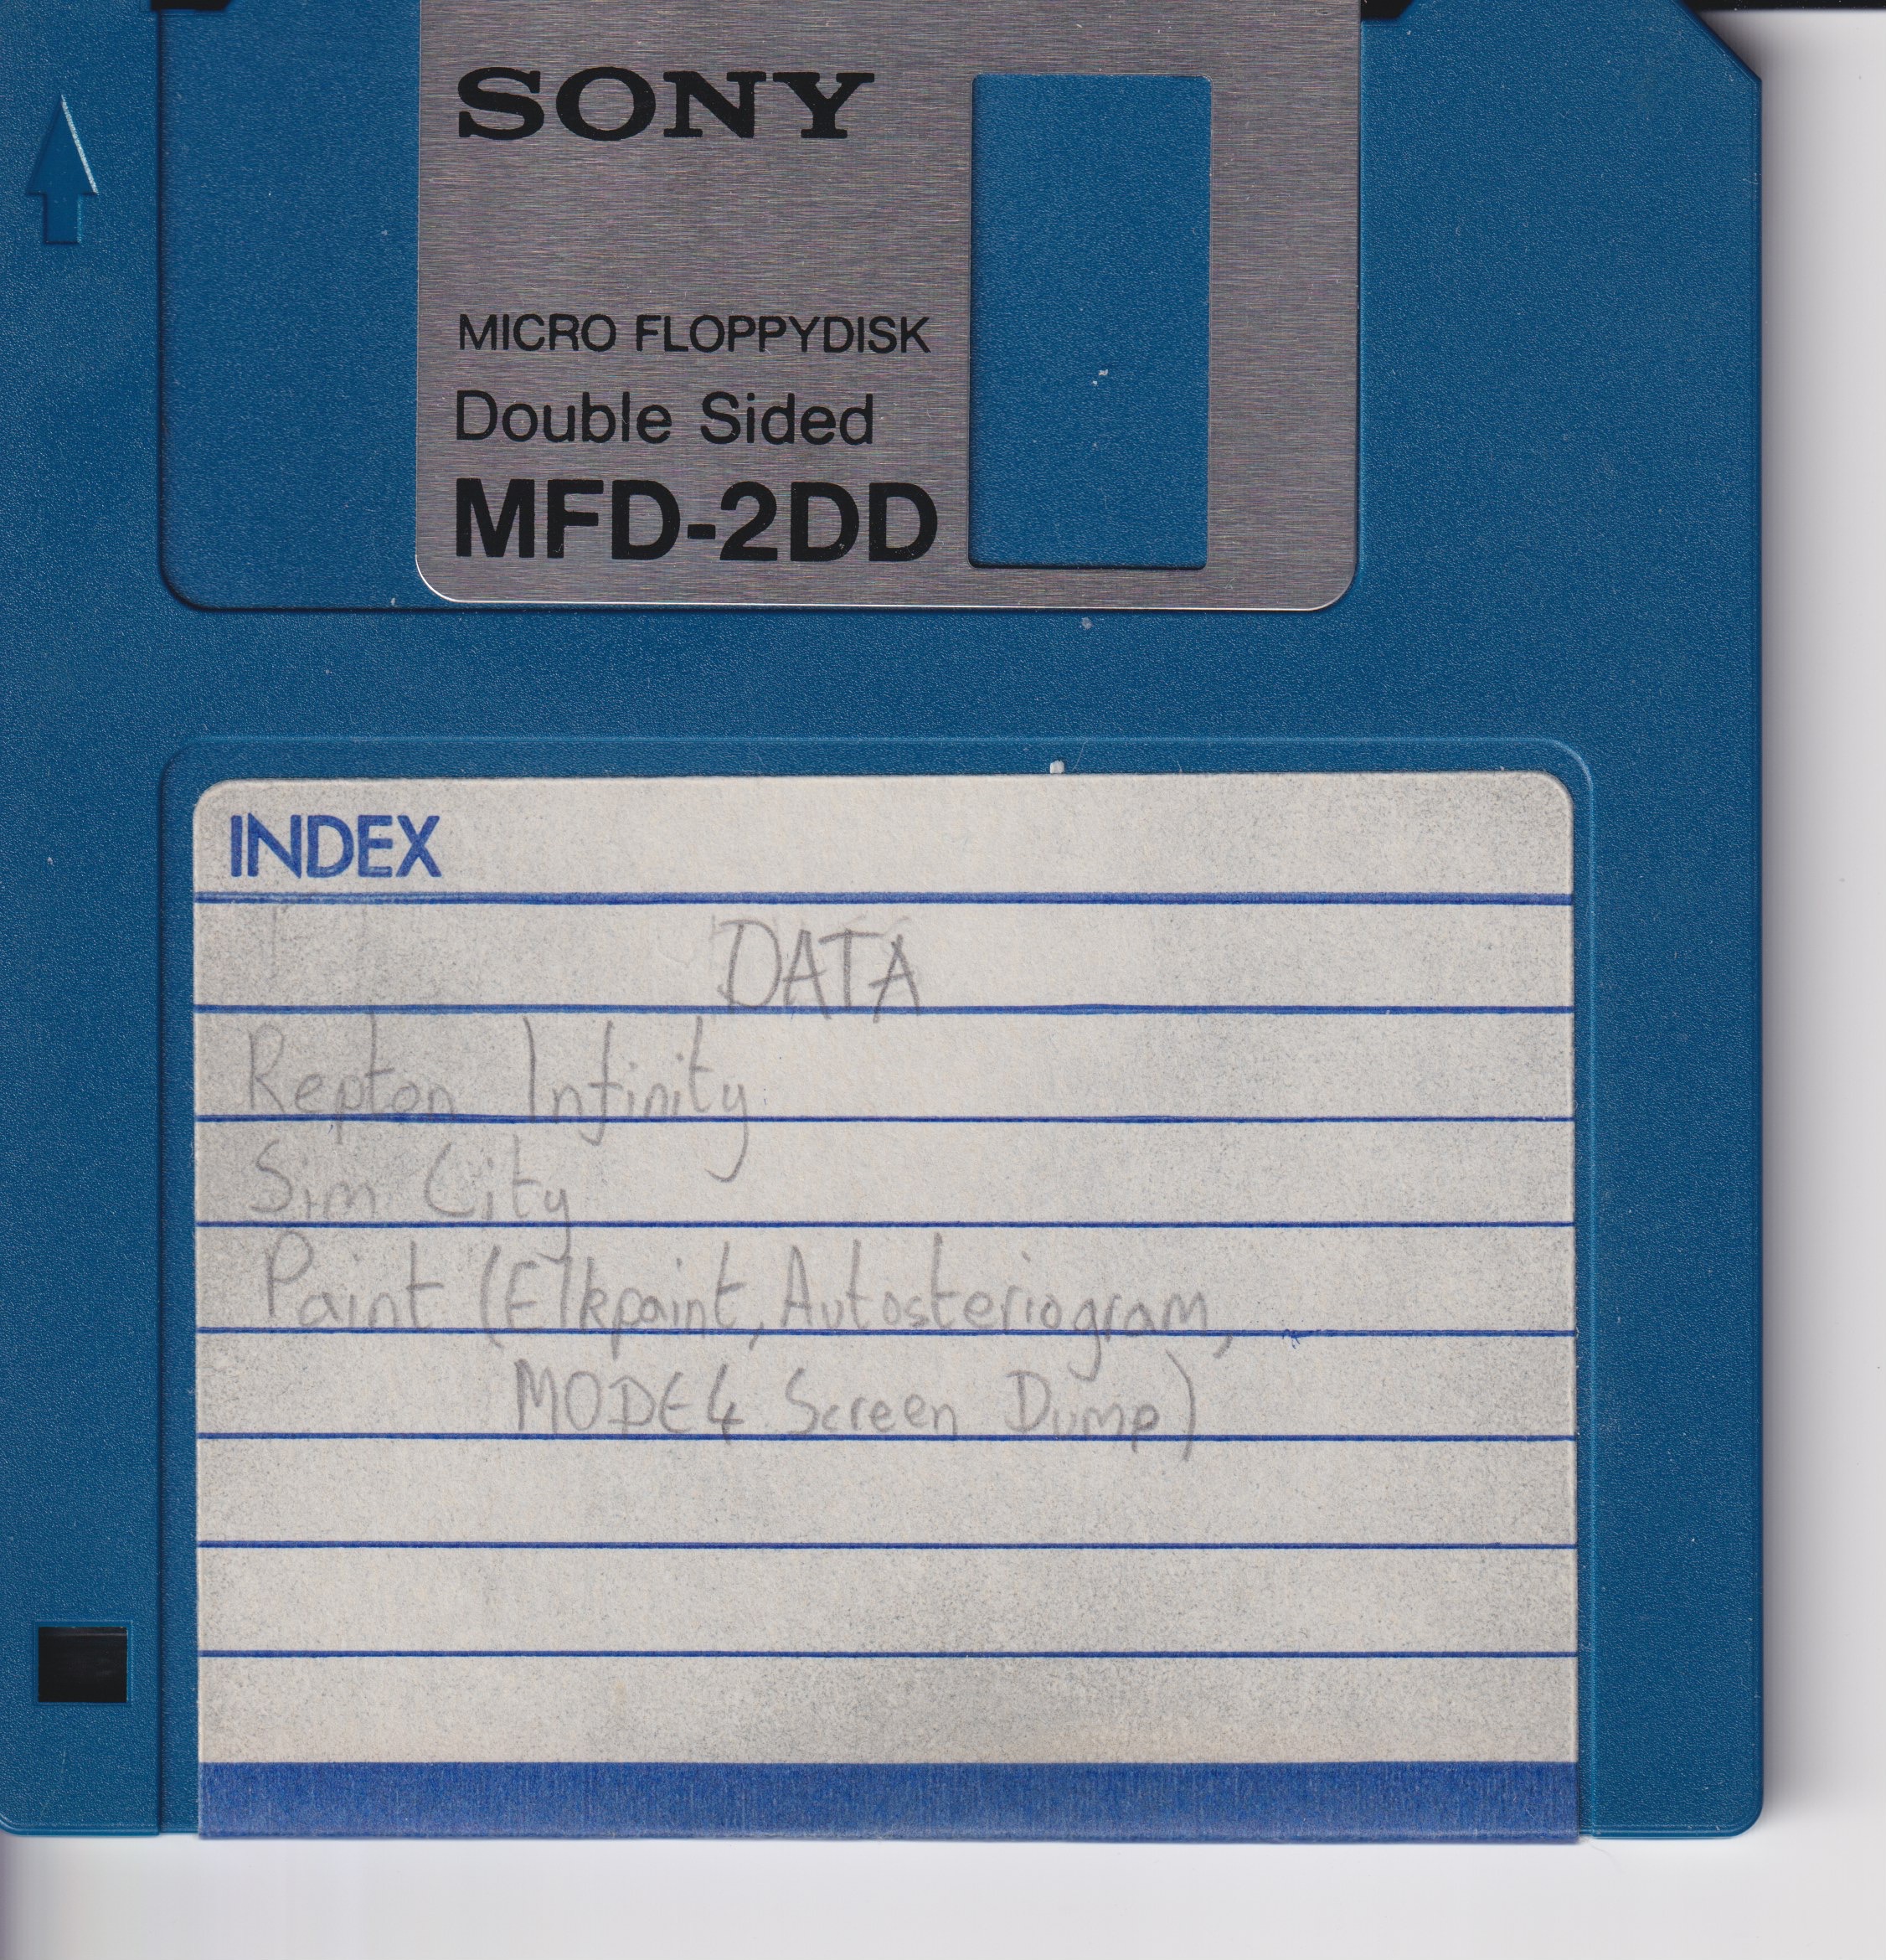 SONY
MICRO FLOPPYDISK
Double Sided
MFD-2DD
INDEX
DATA
Repton Infinity
Sim City
Paint (Elkpaint, Autosteriogram,
MODE4 Screen Dump)